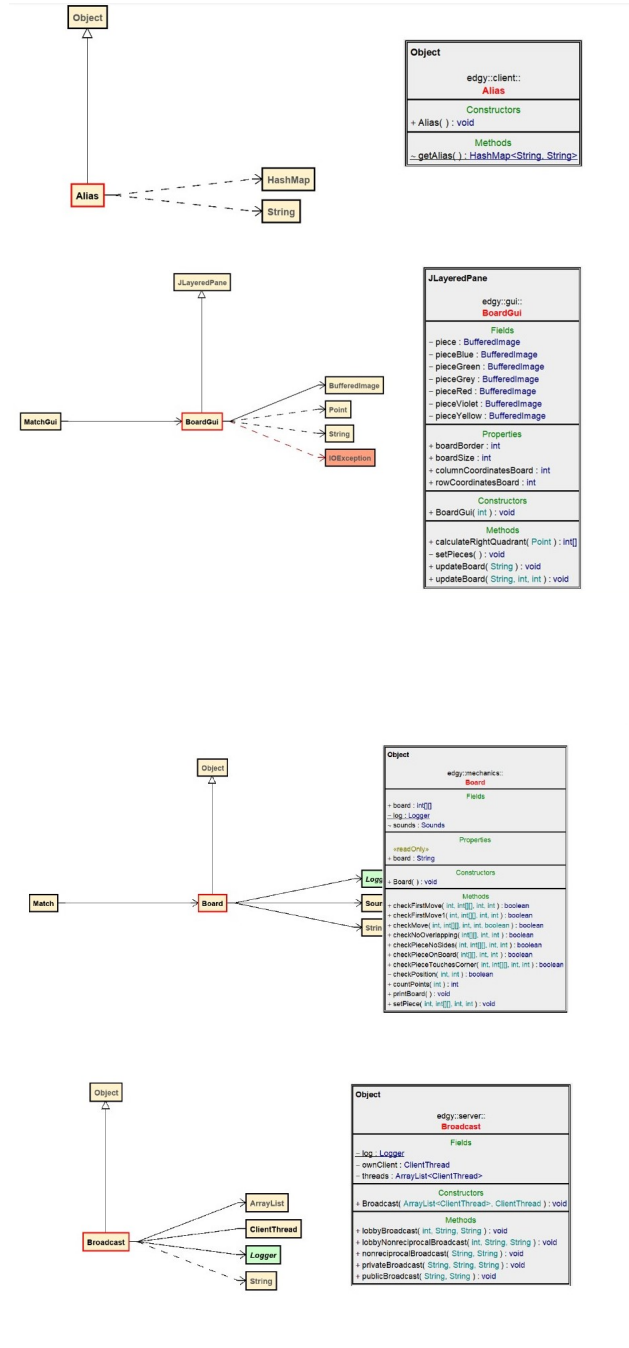 Object
Alias
HashMap
String
Object
edgy::client::
Alias
Constructors
+ Alias( ) : void
Methods
~ getAlias( ) : HashMap<String, String>
JLayeredPane
MatchGui
BoardGui
BufferedImage
Point
String
IOException
JLayeredPane
edgy::gui::
BoardGui
Fields
− piece : BufferedImage
− pieceBlue : BufferedImage
− pieceGreen : BufferedImage
− pieceGrey : BufferedImage
− pieceRed : BufferedImage
− pieceViolet : BufferedImage
− pieceYellow : BufferedImage
Properties
+ boardBorder : int
+ boardSize : int
+ columnCoordinatesBoard : int
+ rowCoordinatesBoard : int
Constructors
+ BoardGui( int ) : void
Methods
+ calculateRightQuadrant( Point ) : int[]
− setPieces( ) : void
+ updateBoard( String ) : void
+ updateBoard( String, int, int ) : void
Object
Match
Board
Logg
Sour
Strin
Object
edgy::mechanics::
Board
Fields
+ board : int[][]
− log : Logger
~ sounds : Sounds
Properties
«readOnly»
+ board : String
Constructors
+ Board( ) : void
Methods
+ checkFirstMove( int, int[][], int, int ) : boolean
+ checkFirstMove1( int, int[][], int, int ) : boolean
+ checkMove( int, int[][], int, int, boolean ) : boolean
+ checkNoOverlapping( int[][], int, int ) : boolean
+ checkPieceNoSides( int, int[][], int, int ) : boolean
+ checkPieceOnBoard( int[][], int, int ) : boolean
+ checkPieceTouchesCorner( int, int[][], int, int ) : boolean
− checkPosition( int, int ) : boolean
+ countPoints( int ) : int
+ printBoard( ) : void
+ setPiece( int, int[][], int, int ) : void
Object
Broadcast
ArrayList
ClientThread
Logger
String
Object
edgy::server::
Broadcast
Fields
− log : Logger
− ownClient : ClientThread
− threads : ArrayList<ClientThread>
Constructors
+ Broadcast( ArrayList<ClientThread>, ClientThread ) : void
Methods
+ lobbyBroadcast( int, String, String ) : void
+ lobbyNonreciprocalBroadcast( int, String, String ) : void
+ nonreciprocalBroadcast( String, String ) : void
+ privateBroadcast( String, String, String ) : void
+ publicBroadcast( String, String ) : void